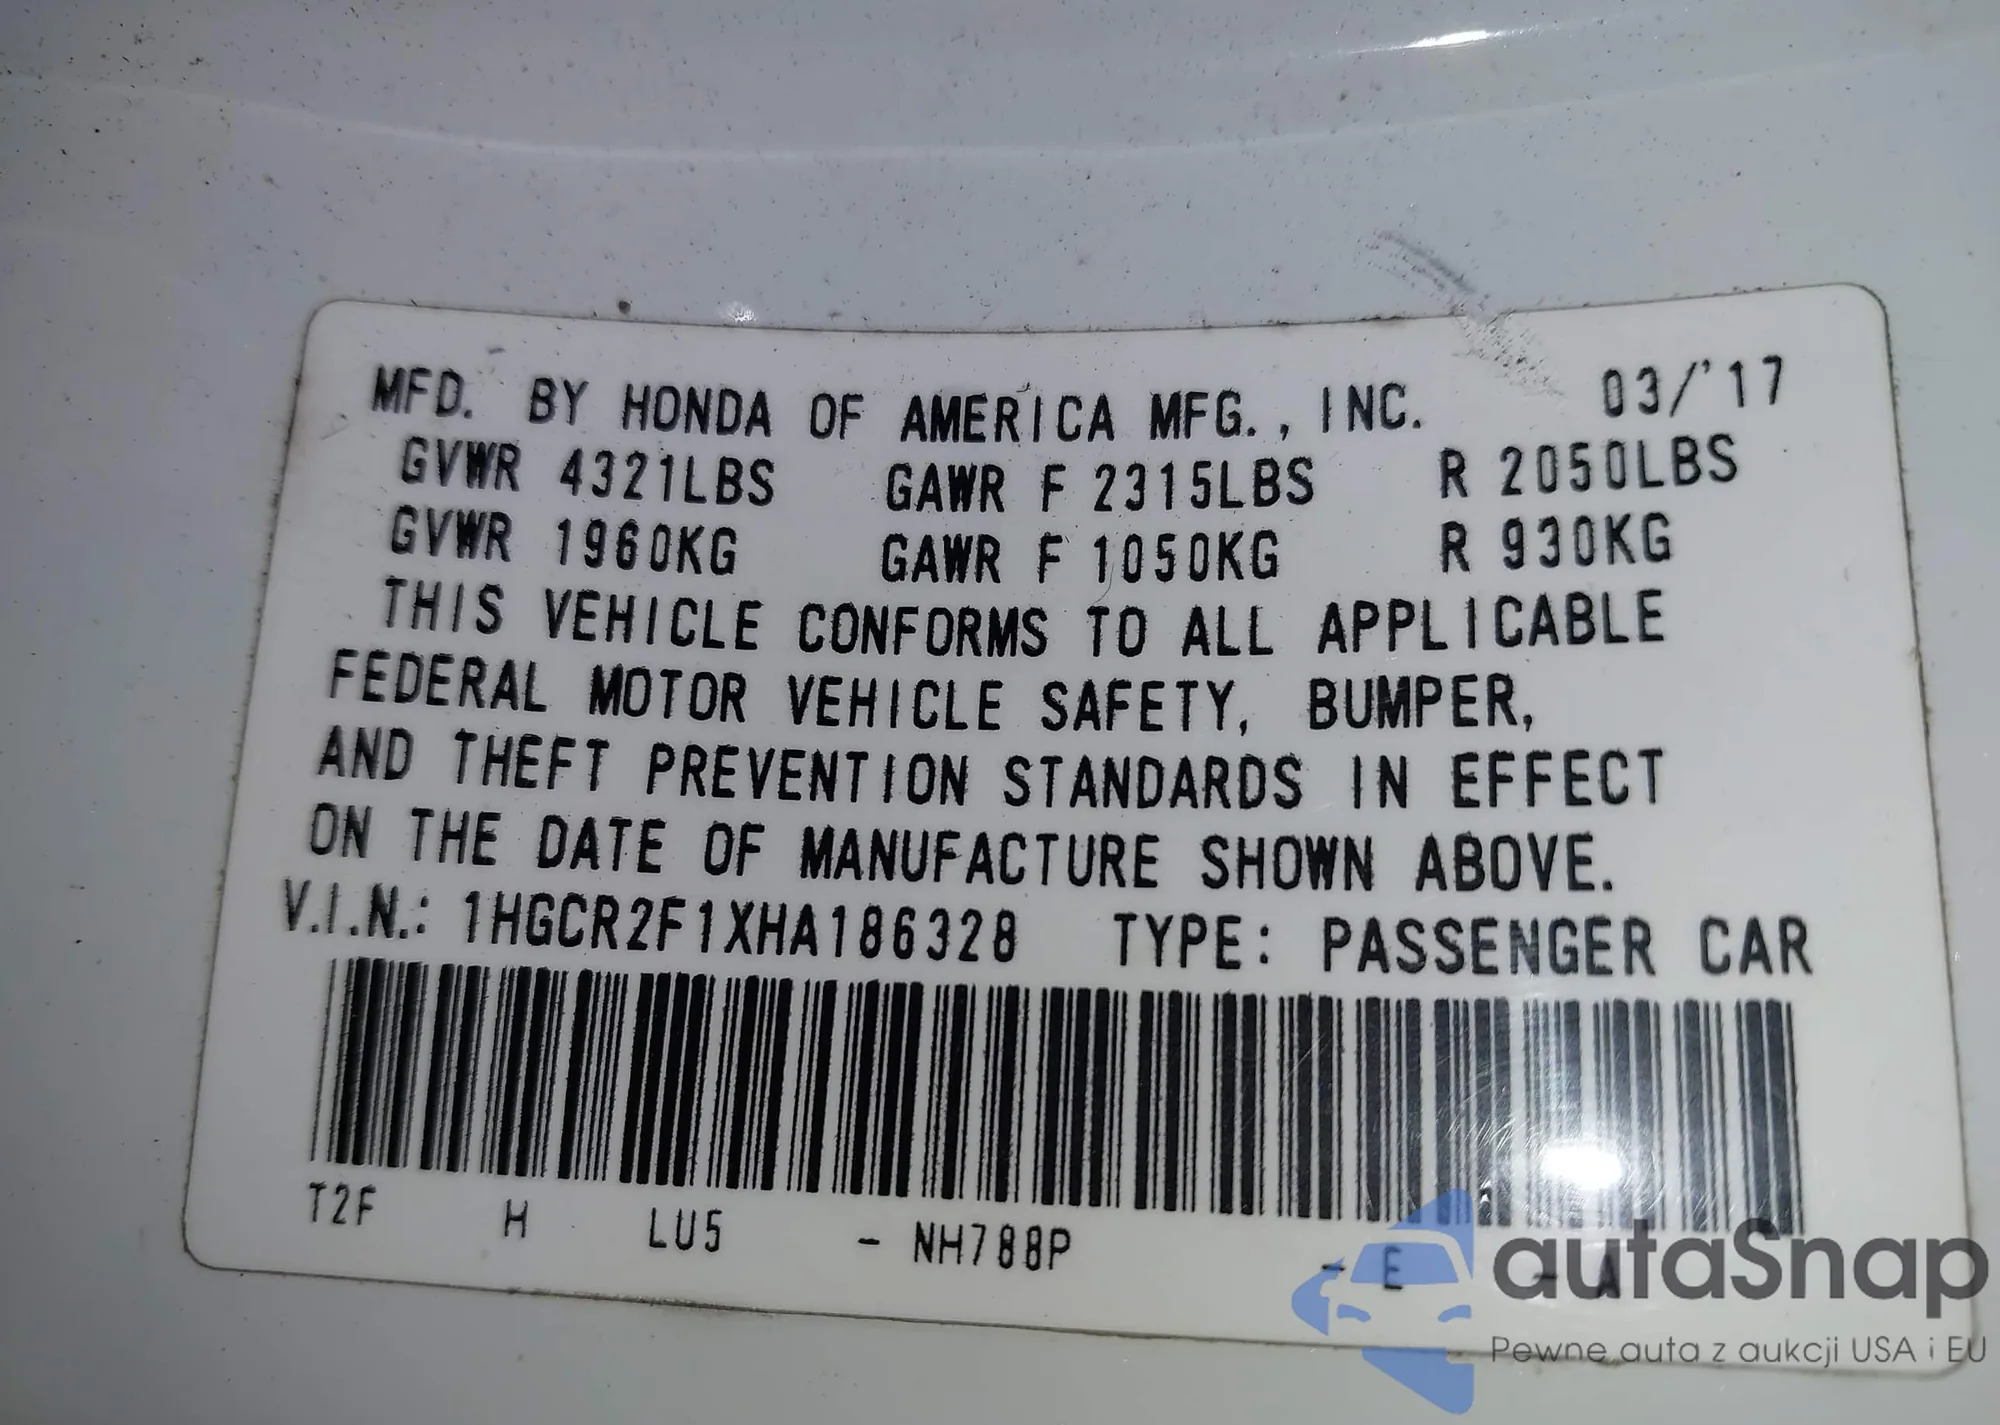 MFD. BY HONDA OF AMERICA MFG., INC. 03/'17
GVWR 4321LBS GAWR F 2315LBS R 2050LBS
GVWR 1960KG GAWR F 1050KG R 930KG
THIS VEHICLE CONFORMS TO ALL APPLICABLE
FEDERAL MOTOR VEHICLE SAFETY, BUMPER,
AND THEFT PREVENTION STANDARDS IN EFFECT
ON THE DATE OF MANUFACTURE SHOWN ABOVE.
V.I.N.: 1HGCR2F1XHA186328 TYPE: PASSENGER CAR
T2F H LU5 - NH788P - E - A
autaSnap
Pewne auta z aukcji USA i EU